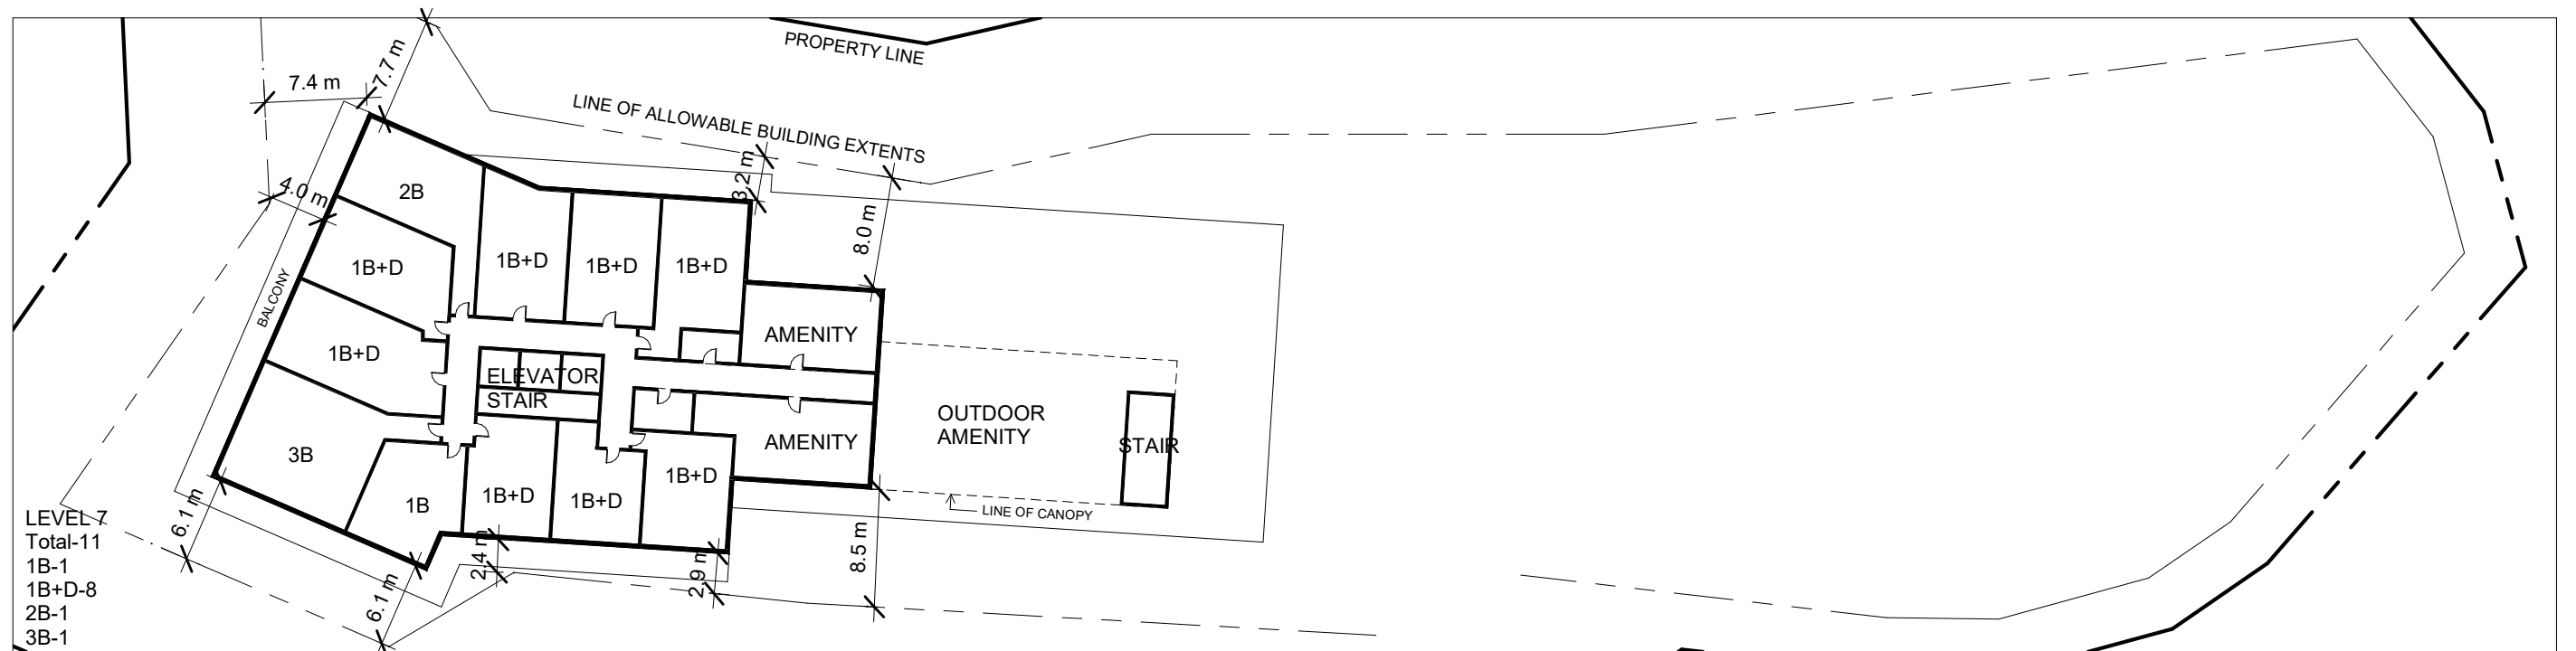 PROPERTY LINE
7.4 m
7.7 m
LINE OF ALLOWABLE BUILDING EXTENTS
3.2 m
4.0 m
2B
8.0 m
1B+D
1B+D
1B+D
1B+D
BALCONY
AMENITY
1B+D
ELEVATOR
STAIR
OUTDOOR
AMENITY
AMENITY
STAIR
3B
1B+D
1B
1B+D
1B+D
LINE OF CANOPY
6.1 m
2.4 m
2.9 m
8.5 m
6.1 m
LEVEL 7
Total-11
1B-1
1B+D-8
2B-1
3B-1